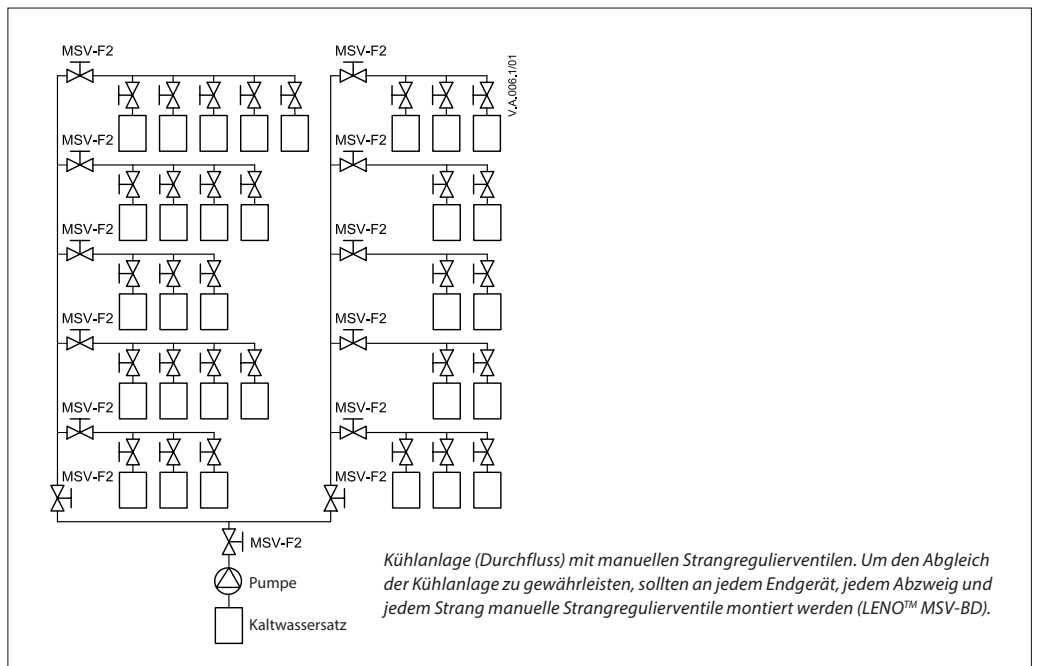 MSV-F2
MSV-F2
V.A.006.1/01
MSV-F2
MSV-F2
MSV-F2
MSV-F2
MSV-F2
MSV-F2
MSV-F2
MSV-F2
MSV-F2
MSV-F2
MSV-F2
Pumpe
Kaltwassersatz
Kühlanlage (Durchfluss) mit manuellen Strangregulierventilen. Um den Abgleich
der Kühlanlage zu gewährleisten, sollten an jedem Endgerät, jedem Abzweig und
jedem Strang manuelle Strangregulierventile montiert werden (LENO™ MSV-BD).